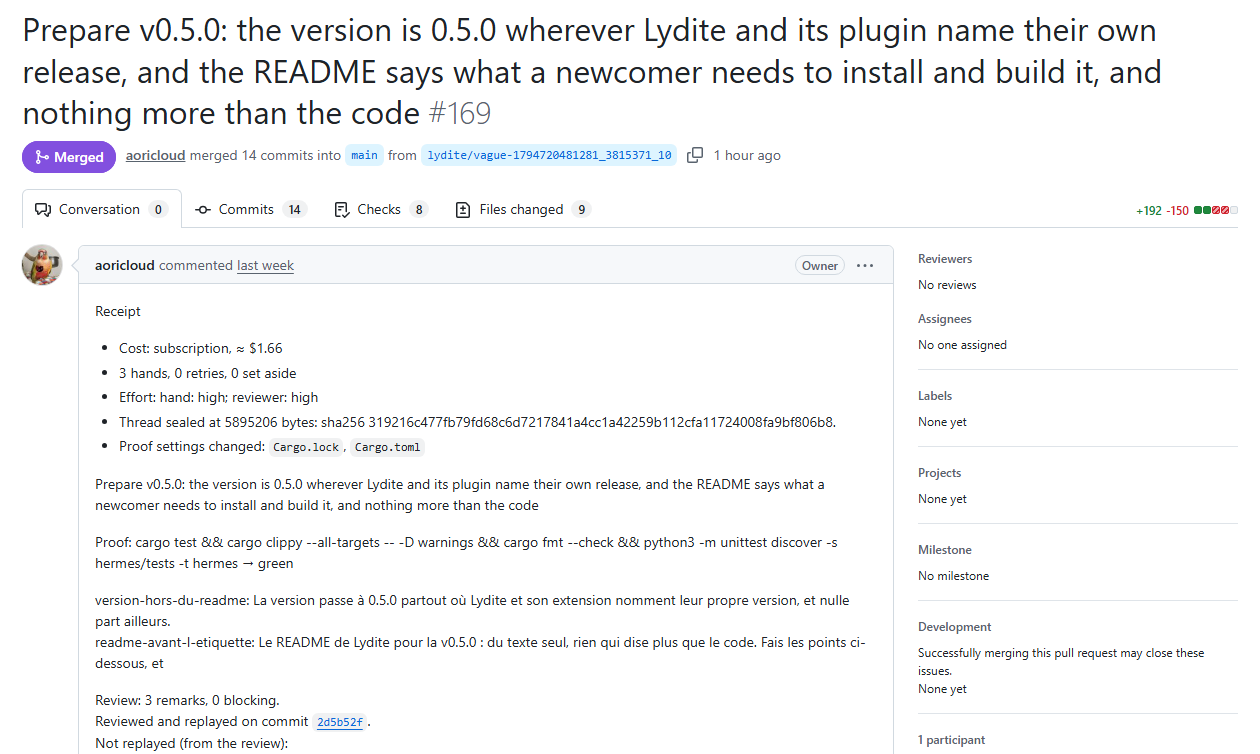 Prepare v0.5.0: the version is 0.5.0 wherever Lydite and its plugin name their own
release, and the README says what a newcomer needs to install and build it, and
nothing more than the code #169
Merged aoricloud merged 14 commits into main from lydite/vague-1794720481281_3815371_10 1 hour ago
Conversation 0 Commits 14 Checks 8 Files changed 9 +192 -150
aoricloud commented last week Owner
Receipt
Cost: subscription, ≈ $1.66
3 hands, 0 retries, 0 set aside
Effort: hand: high; reviewer: high
Thread sealed at 5895206 bytes: sha256 319216c477fb79fd68c6d7217841a4cc1a42259b112cfa11724008fa9bf806b8.
Proof settings changed: Cargo.lock, Cargo.toml
Prepare v0.5.0: the version is 0.5.0 wherever Lydite and its plugin name their own release, and the README says what a
newcomer needs to install and build it, and nothing more than the code
Proof: cargo test && cargo clippy --all-targets -- -D warnings && cargo fmt --check && python3 -m unittest discover -s
hermes/tests -t hermes → green
version-hors-du-readme: La version passe à 0.5.0 partout où Lydite et son extension nomment leur propre version, et nulle
part ailleurs.
readme-avant-l-etiquette: Le README de Lydite pour la v0.5.0 : du texte seul, rien qui dise plus que le code. Fais les points ci-
dessous, et
Review: 3 remarks, 0 blocking.
Reviewed and replayed on commit 2d5b52f.
Not replayed (from the review):
Reviewers
No reviews
Assignees
No one assigned
Labels
None yet
Projects
None yet
Milestone
No milestone
Development
Successfully merging this pull request may close these
issues.
None yet
1 participant